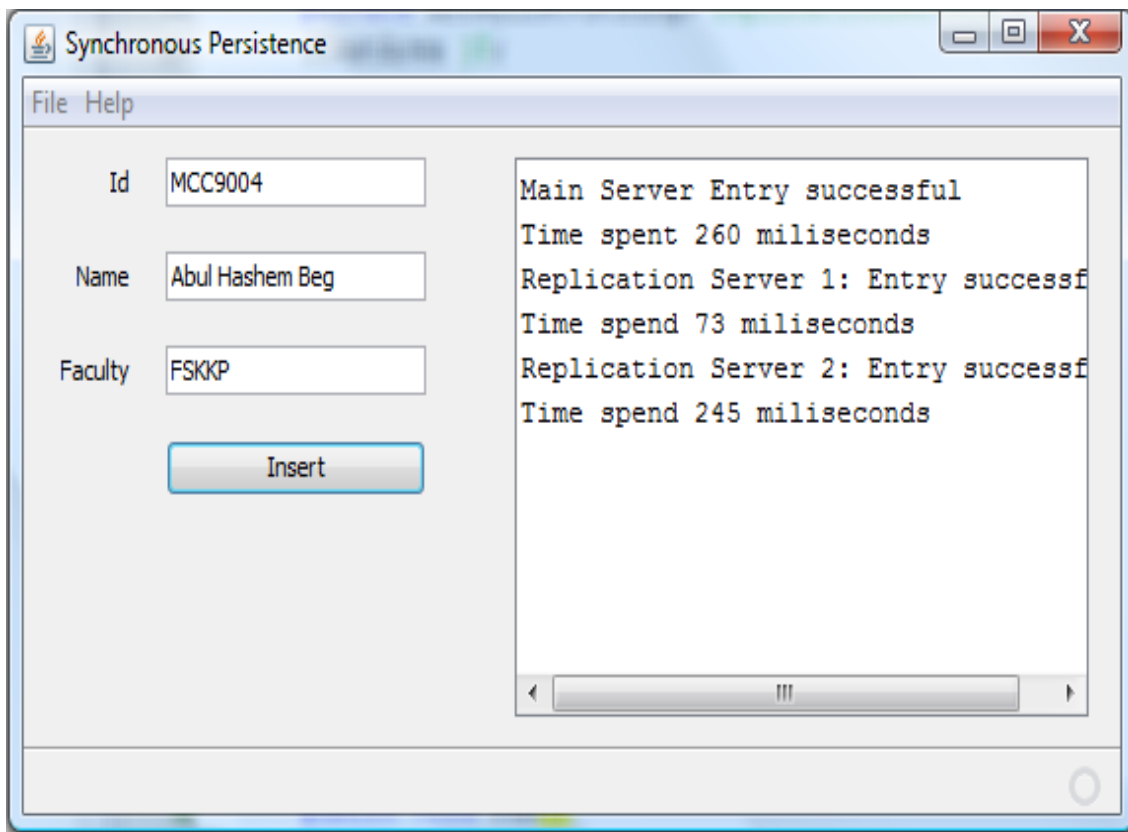 Synchronous Persistence
File Help
Id MCC9004
Name Abul Hashem Beg
Faculty FSKKP
Insert
Main Server Entry successful
Time spent 260 miliseconds
Replication Server 1: Entry successf
Time spend 73 miliseconds
Replication Server 2: Entry successf
Time spend 245 miliseconds